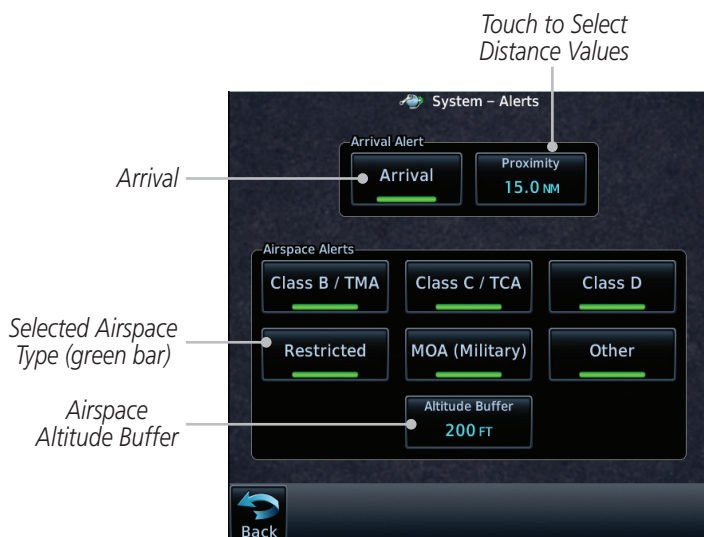 Touch to Select
Distance Values
System – Alerts
Arrival Alert
Arrival
Arrival
Proximity
15.0 NM
Airspace Alerts
Class B / TMA
Class C / TCA
Class D
Selected Airspace
Type (green bar)
Restricted
MOA (Military)
Other
Airspace
Altitude Buffer
Altitude Buffer
200 FT
Back